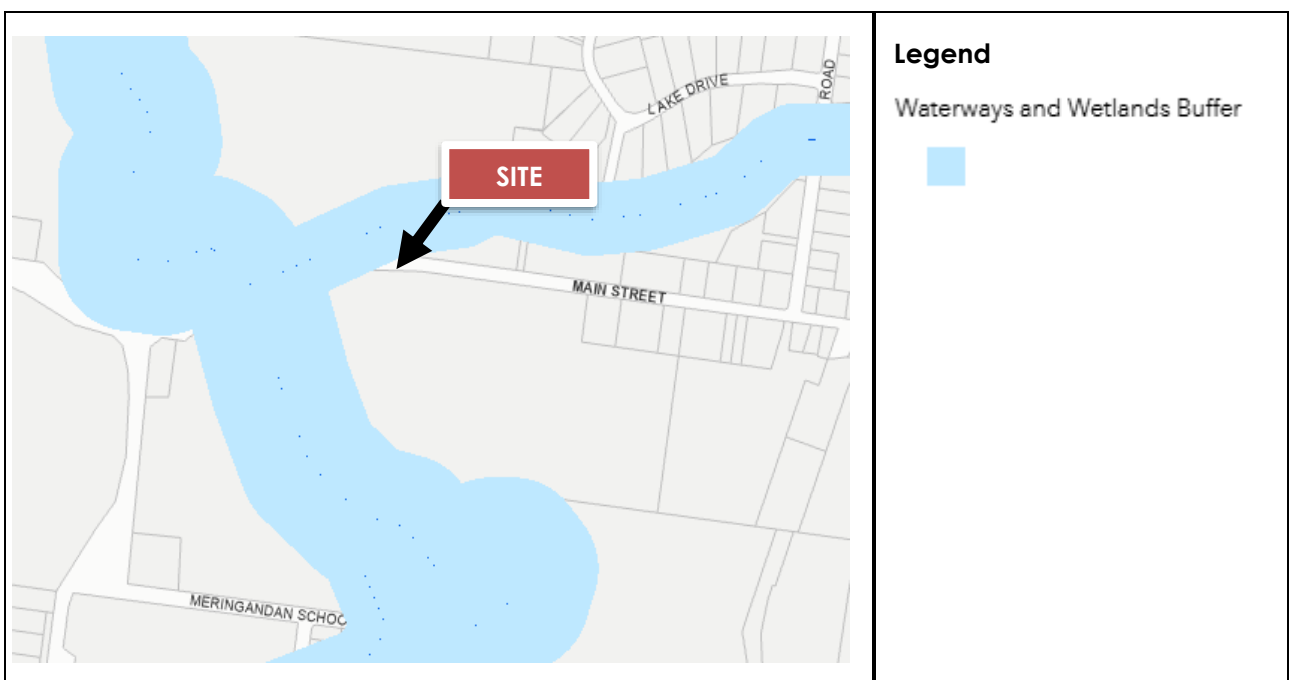 LAKE DRIVE
ROAD
SITE
MAIN STREET
MERINGANDAN SCHOO
Legend
Waterways and Wetlands Buffer